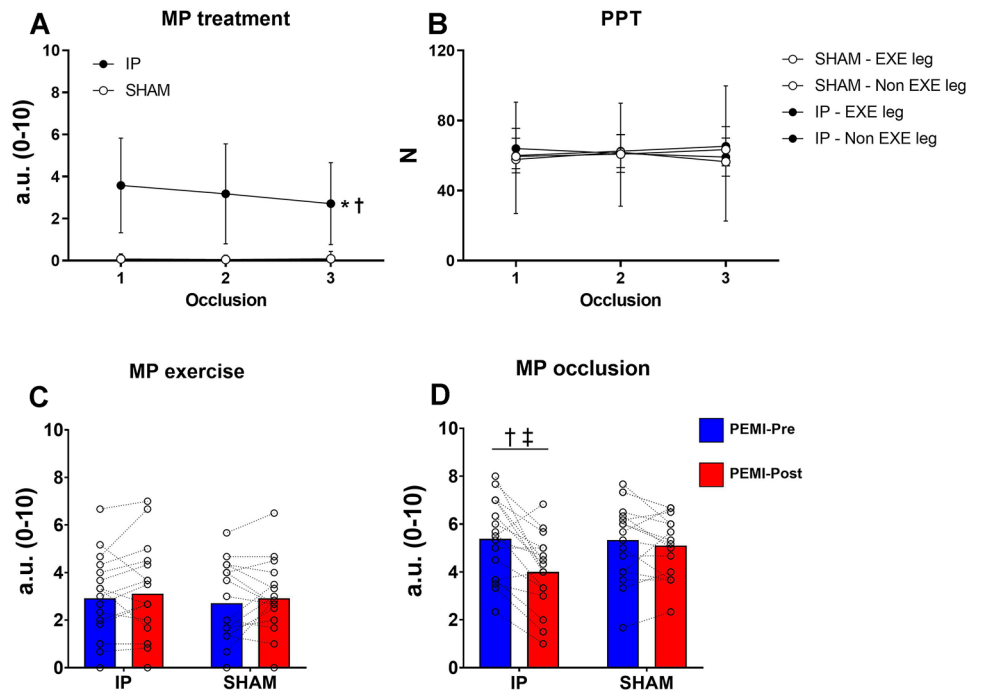 A
MP treatment
a.u. (0-10)
10
8
6
4
2
0
IP
SHAM
* †
1 2 3
Occlusion
B
PPT
N
120
80
40
0
1 2 3
Occlusion
SHAM - EXE leg
SHAM - Non EXE leg
IP - EXE leg
IP - Non EXE leg
C
MP exercise
a.u. (0-10)
10
8
6
4
2
0
IP SHAM
D
MP occlusion
a.u. (0-10)
10
8
6
4
2
0
† ‡
IP SHAM
PEMI-Pre
PEMI-Post